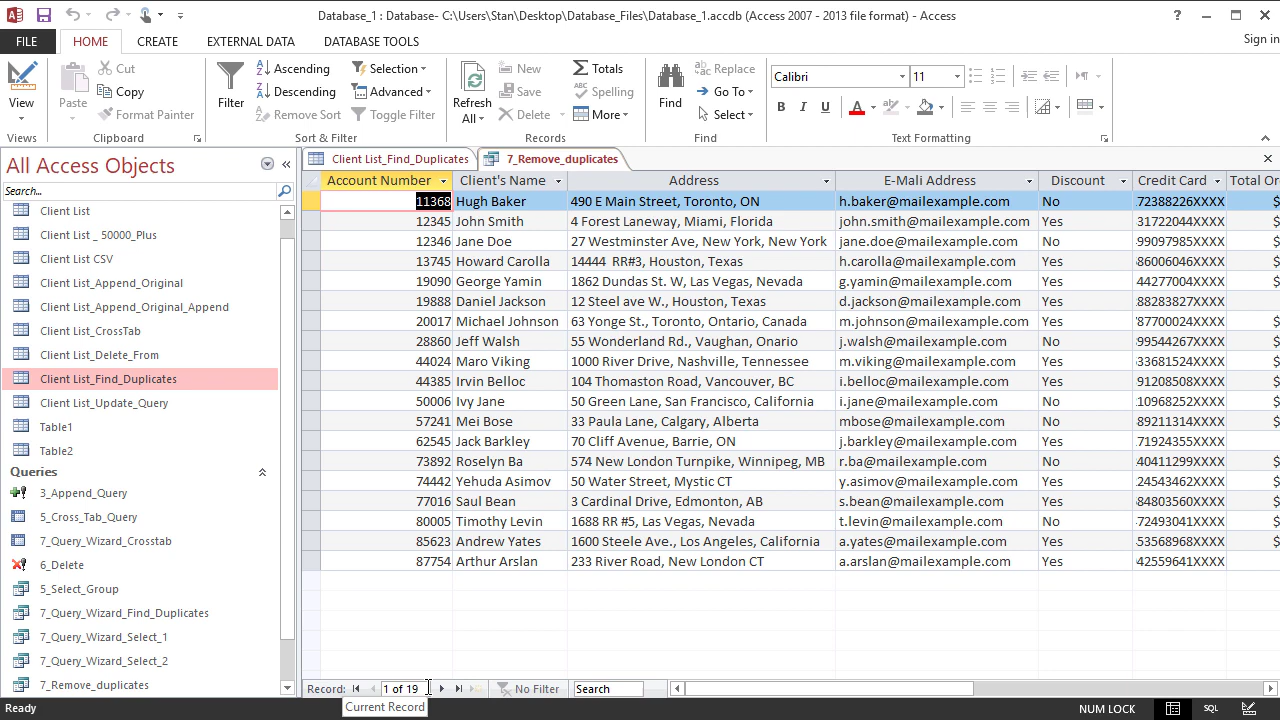 Database_1 : Database- C:\Users\Stan\Desktop\Database_Files\Database_1.accdb (Access 2007 - 2013 file format) - Access
FILE HOME CREATE EXTERNAL DATA DATABASE TOOLS Sign in
View
Views
Paste
Cut
Copy
Format Painter
Clipboard
Filter
Ascending
Descending
Remove Sort
Selection
Advanced
Toggle Filter
Sort & Filter
Refresh
All
New
Save
Delete
Totals
Spelling
More
Records
Find
Replace
Go To
Select
Find
Calibri 11
B I U
Text Formatting
All Access Objects
Search...
Client List
Client List _ 50000_Plus
Client List CSV
Client List_Append_Original
Client List_Append_Original_Append
Client List_CrossTab
Client List_Delete_From
Client List_Find_Duplicates
Client List_Update_Query
Table1
Table2
Queries
3_Append_Query
5_Cross_Tab_Query
7_Query_Wizard_Crosstab
6_Delete
5_Select_Group
7_Query_Wizard_Find_Duplicates
7_Query_Wizard_Select_1
7_Query_Wizard_Select_2
7_Remove_duplicates
Client List_Find_Duplicates 7_Remove_duplicates
Account Number Client's Name Address E-Mali Address Discount Credit Card Total Or
11368 Hugh Baker 490 E Main Street, Toronto, ON h.baker@mailexample.com No 72388226XXXX $
12345 John Smith 4 Forest Laneway, Miami, Florida john.smith@mailexample.com Yes 31722044XXXX $
12346 Jane Doe 27 Westminster Ave, New York, New York jane.doe@mailexample.com No 99097985XXXX $
13745 Howard Carolla 14444 RR#3, Houston, Texas h.carolla@mailexample.com Yes 86006046XXXX $
19090 George Yamin 1862 Dundas St. W, Las Vegas, Nevada g.yamin@mailexample.com Yes 44277004XXXX $
19888 Daniel Jackson 12 Steel ave W., Houston, Texas d.jackson@mailexample.com Yes 88283827XXXX $
20017 Michael Johnson 63 Yonge St., Toronto, Ontario, Canada m.johnson@mailexample.com Yes 87700024XXXX $
28860 Jeff Walsh 55 Wonderland Rd., Vaughan, Onario j.walsh@mailexample.com No 99544267XXXX $
44024 Maro Viking 1000 River Drive, Nashville, Tennessee m.viking@mailexample.com Yes 33681524XXXX $
44385 Irvin Belloc 104 Thomaston Road, Vancouver, BC i.belloc@mailexample.com Yes 91208508XXXX $
50006 Ivy Jane 50 Green Lane, San Francisco, California i.jane@mailexample.com No 10968252XXXX $
57241 Mei Bose 33 Paula Lane, Calgary, Alberta mbose@mailexample.com No 89211314XXXX $
62545 Jack Barkley 70 Cliff Avenue, Barrie, ON j.barkley@mailexample.com Yes 71924355XXXX
73892 Roselyn Ba 574 New London Turnpike, Winnipeg, MB r.ba@mailexample.com No 40411299XXXX $
74442 Yehuda Asimov 50 Water Street, Mystic CT y.asimov@mailexample.com Yes 24543462XXXX $
77016 Saul Bean 3 Cardinal Drive, Edmonton, AB s.bean@mailexample.com Yes 84803560XXXX $
80005 Timothy Levin 1688 RR #5, Las Vegas, Nevada t.levin@mailexample.com No 72493041XXXX $
85623 Andrew Yates 1600 Steele Ave., Los Angeles, California a.yates@mailexample.com Yes 53568968XXXX $
87754 Arthur Arslan 233 River Road, New London CT a.arslan@mailexample.com Yes 42559641XXXX
Record: 1 of 19 No Filter Search
Current Record
Ready NUM LOCK SQL